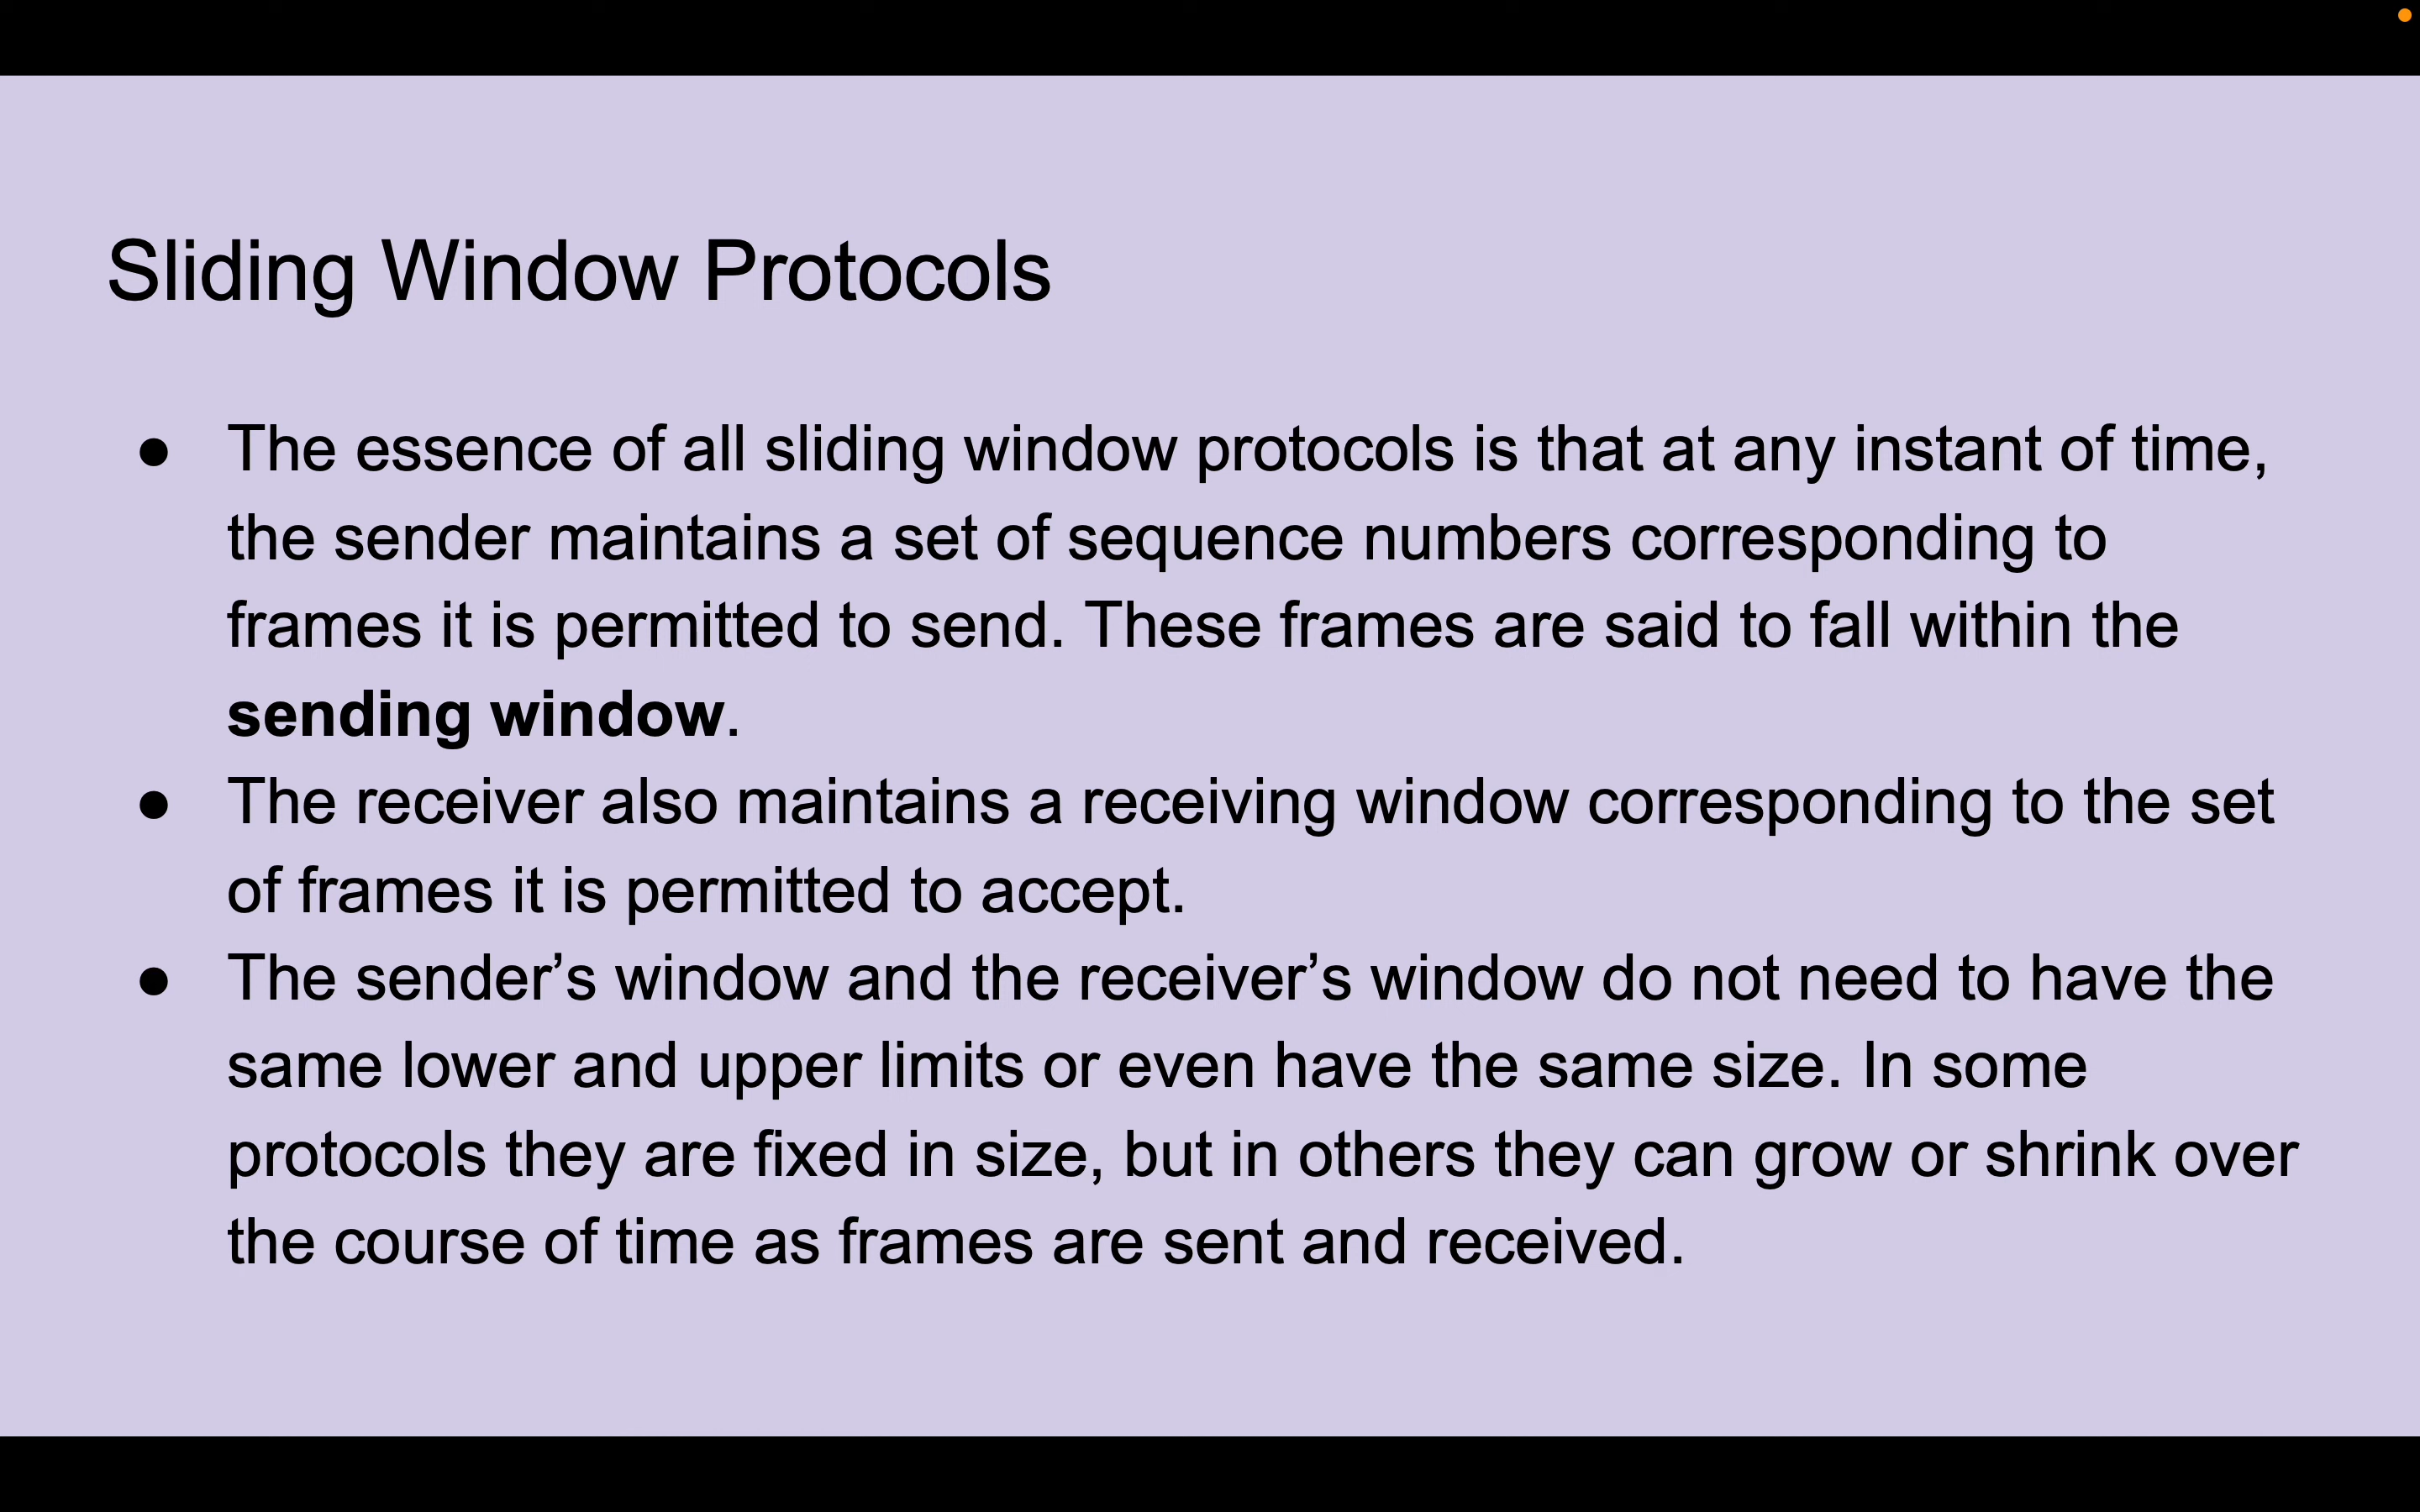 Sliding Window Protocols
● The essence of all sliding window protocols is that at any instant of time,
the sender maintains a set of sequence numbers corresponding to
frames it is permitted to send. These frames are said to fall within the
sending window.
● The receiver also maintains a receiving window corresponding to the set
of frames it is permitted to accept.
● The sender’s window and the receiver’s window do not need to have the
same lower and upper limits or even have the same size. In some
protocols they are fixed in size, but in others they can grow or shrink over
the course of time as frames are sent and received.